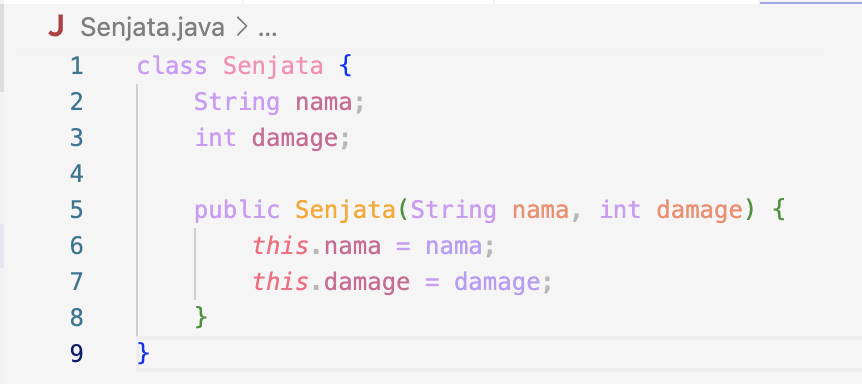 J Senjata.java > ...
1 class Senjata {
2     String nama;
3     int damage;
4
5     public Senjata(String nama, int damage) {
6         this.nama = nama;
7         this.damage = damage;
8     }
9 }